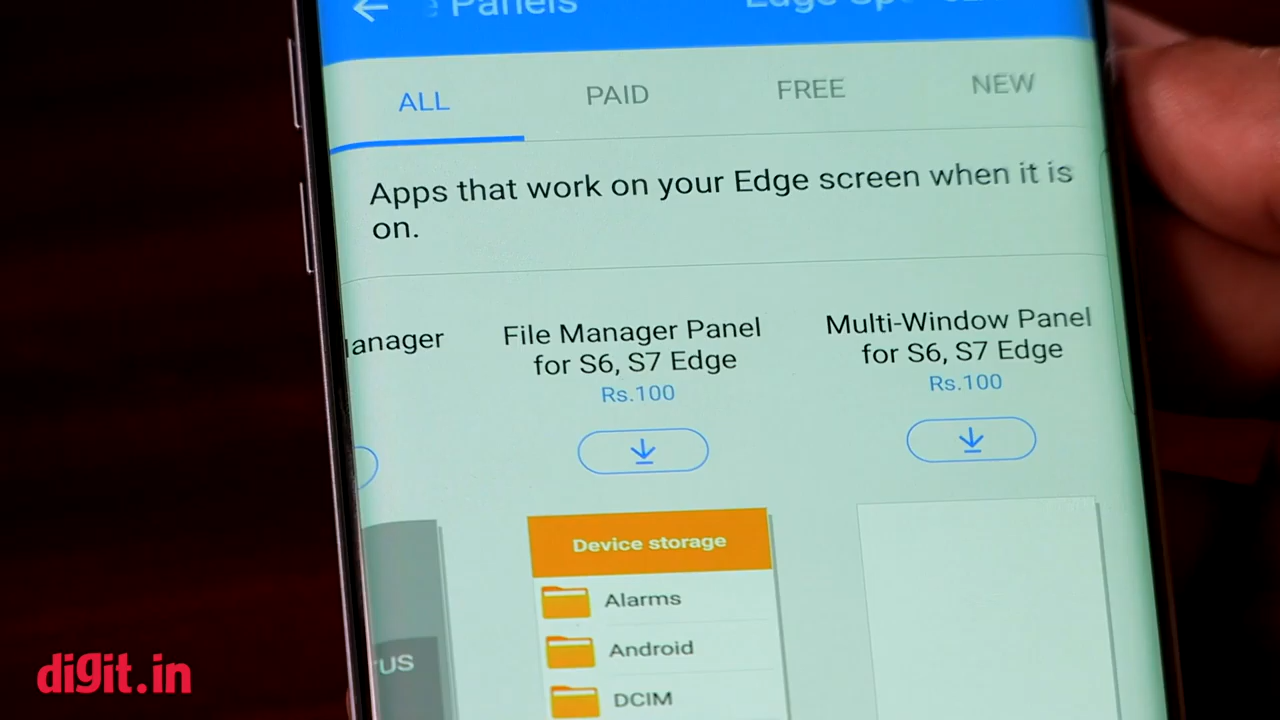 Panels
ALL
PAID
FREE
NEW
Apps that work on your Edge screen when it is
on.
File Manager Panel
for S6, S7 Edge
Rs.100
Multi-Window Panel
for S6, S7 Edge
Rs.100
Device storage
Alarms
Android
DCIM
digit.in